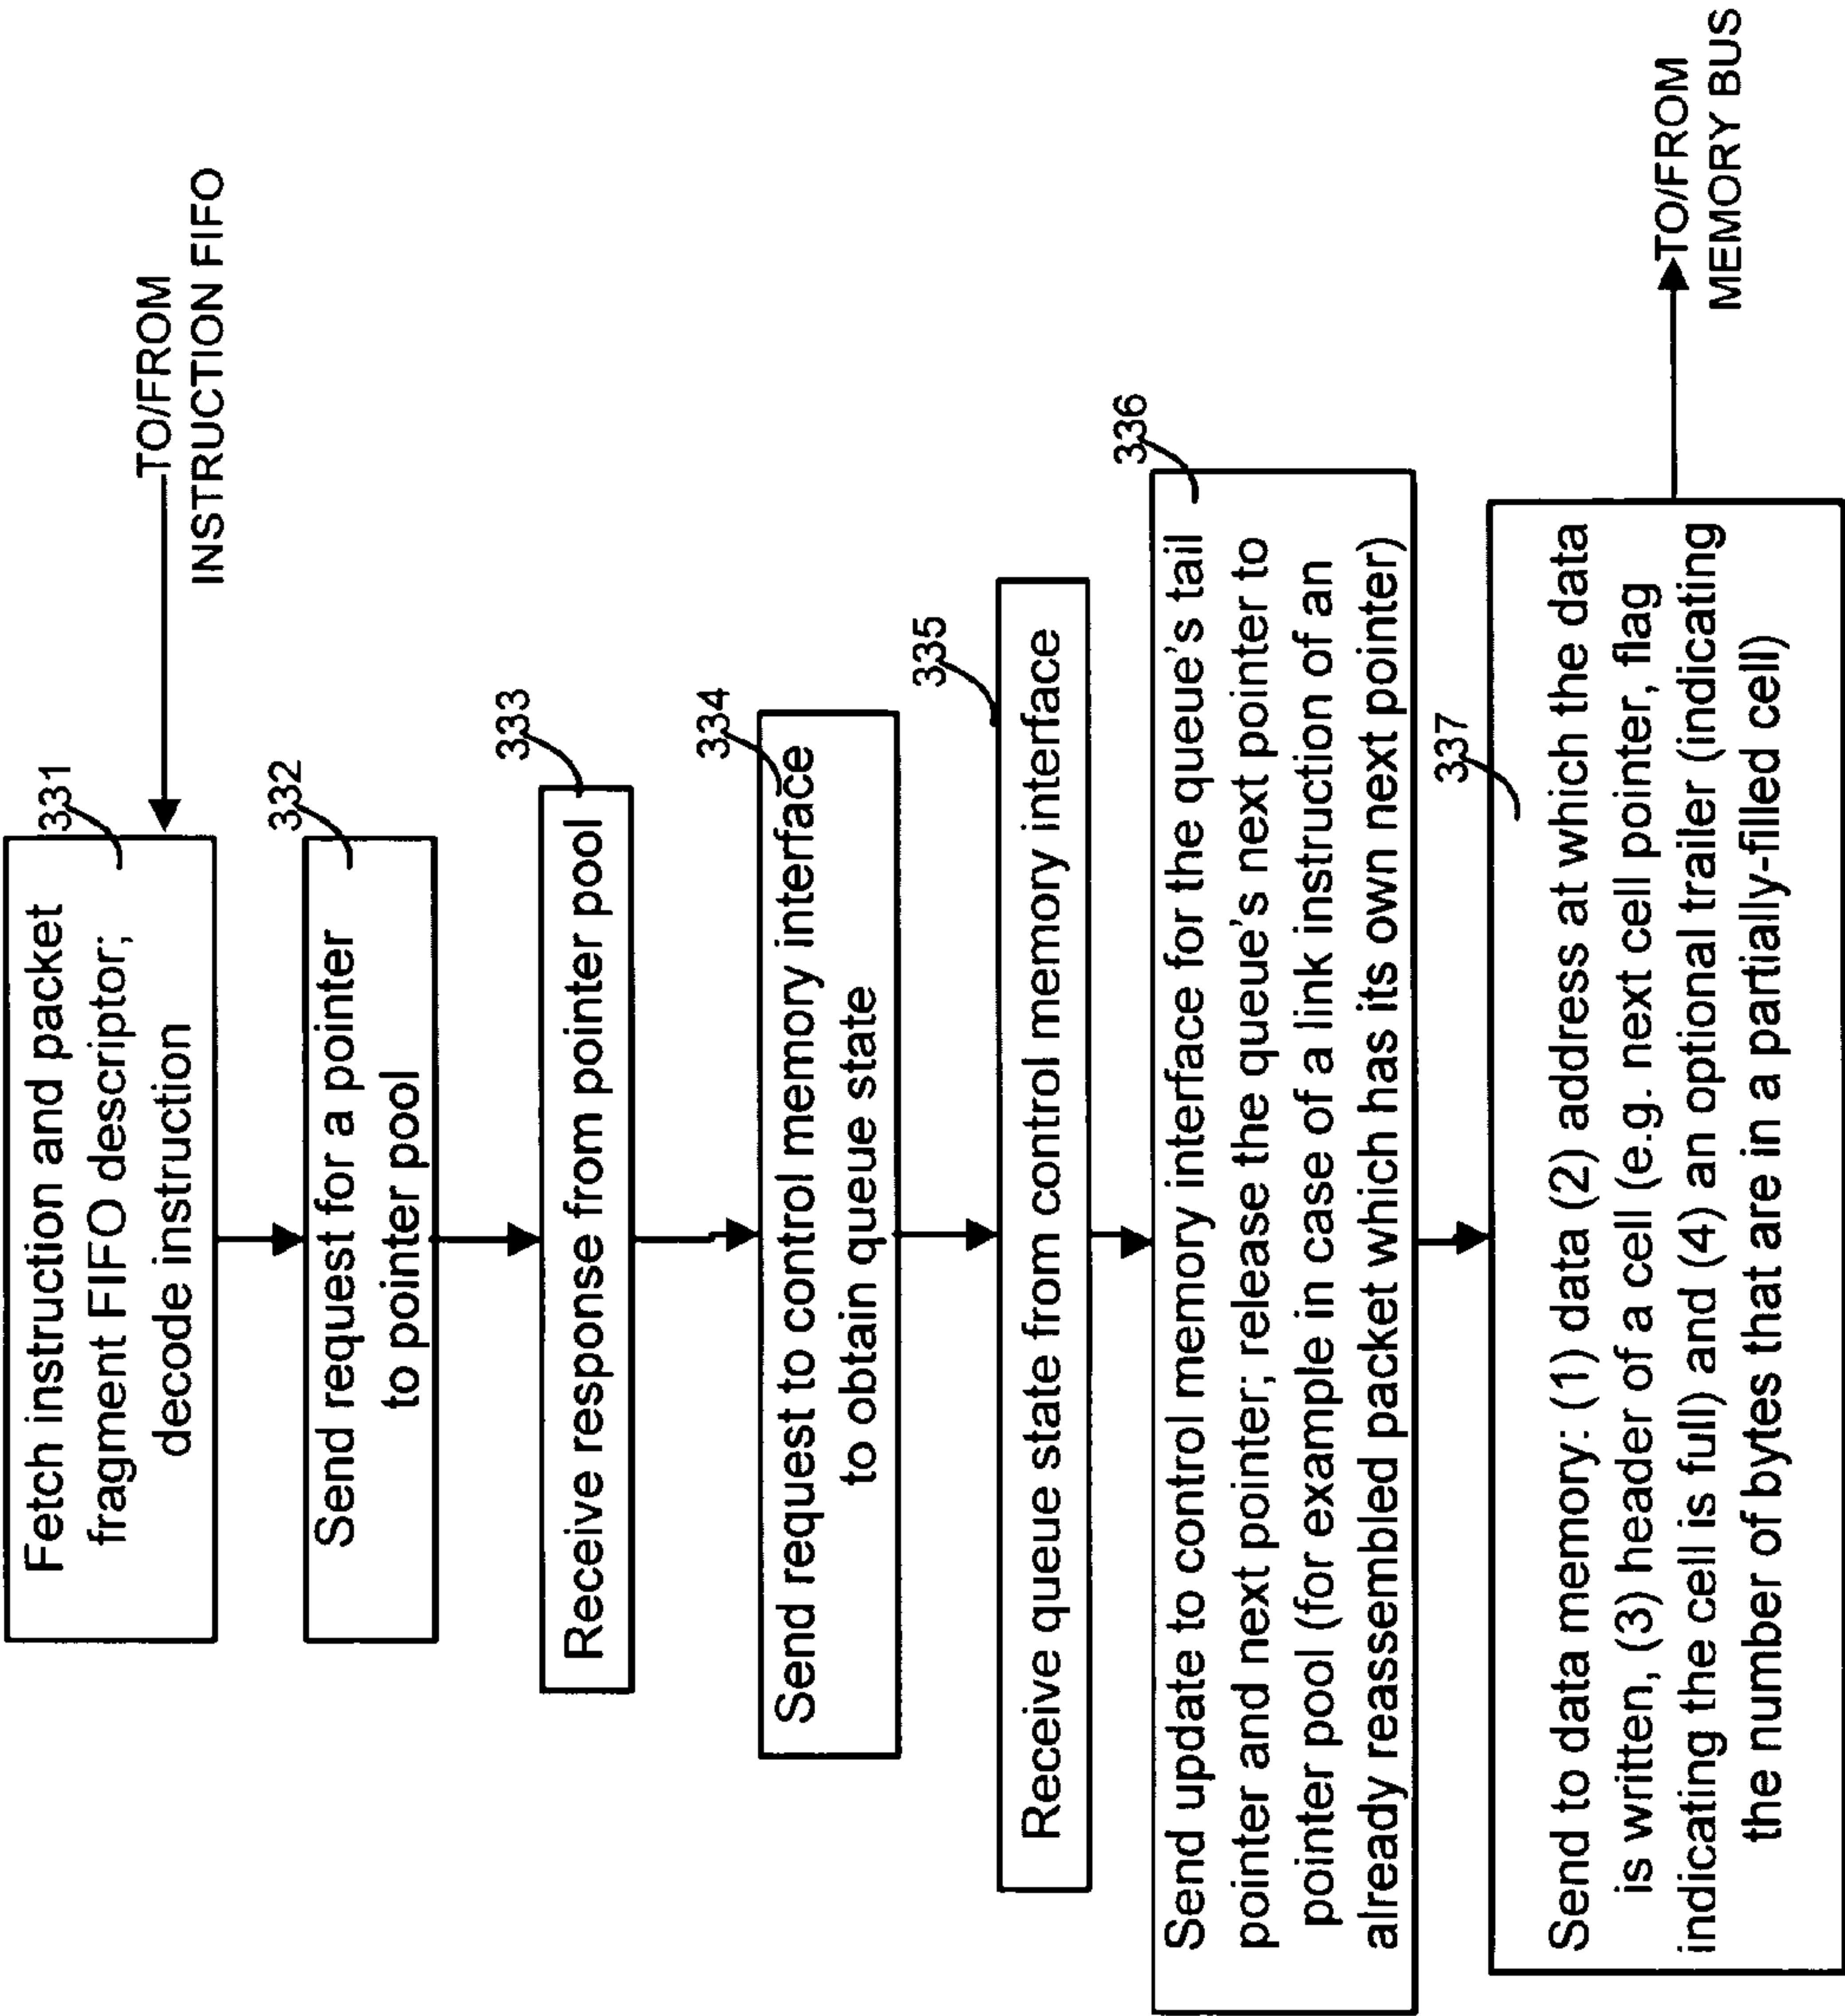 331
Fetch instruction and packet
fragment FIFO descriptor;
decode instruction
TO/FROM
INSTRUCTION FIFO
332
Send request for a pointer
to pointer pool
333
Receive response from pointer pool
334
Send request to control memory interface
to obtain queue state
335
Receive queue state from control memory interface
336
Send update to control memory interface for the queue's tail
pointer and next pointer; release the queue's next pointer to
pointer pool (for example in case of a link instruction of an
already reassembled packet which has its own next pointer)
337
Send to data memory: (1) data (2) address at which the data
is written, (3) header of a cell (e.g. next cell pointer, flag
indicating the cell is full) and (4) an optional trailer (indicating
the number of bytes that are in a partially-filled cell)
TO/FROM
MEMORY BUS